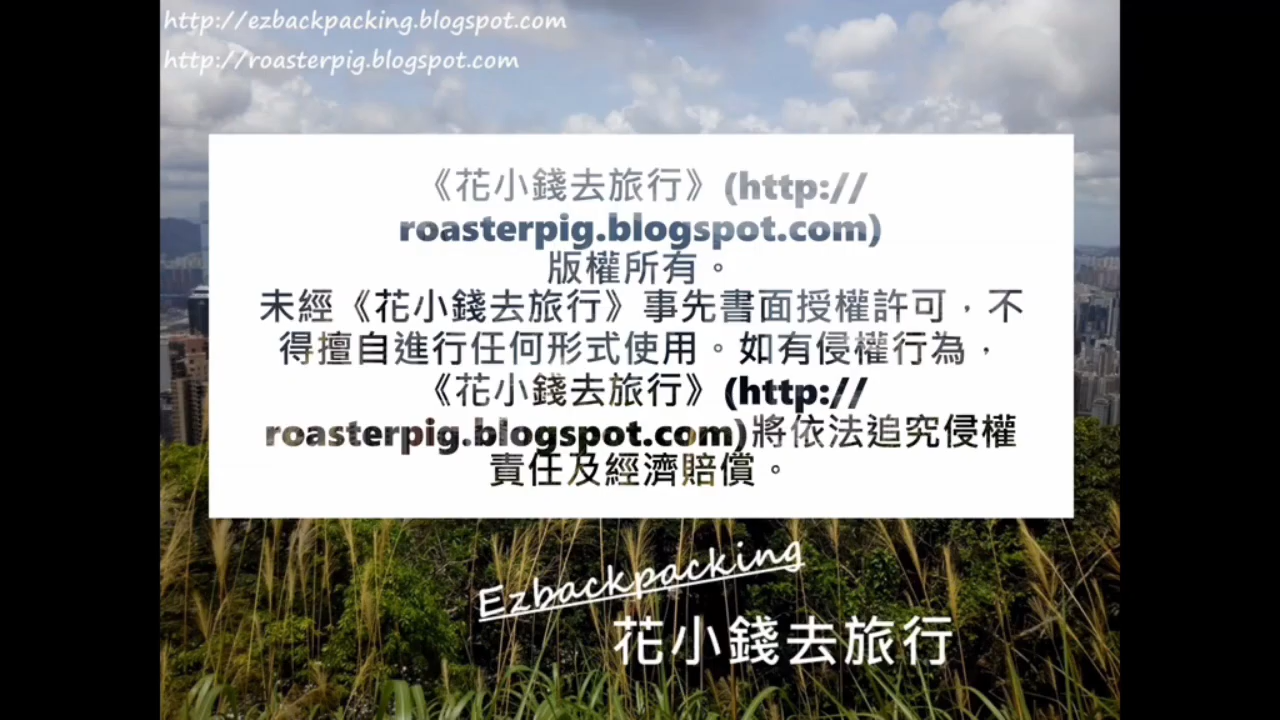 http://ezbackpacking.blogspot.com
http://roasterpig.blogspot.com
《花小錢去旅行》(http://
roasterpig.blogspot.com)
版權所有。
未經《花小錢去旅行》事先書面授權許可，不
得擅自進行任何形式使用。如有侵權行為，
《花小錢去旅行》(http://
roasterpig.blogspot.com)將依法追究侵權
責任及經濟賠償。
Ezbackpacking
花小錢去旅行